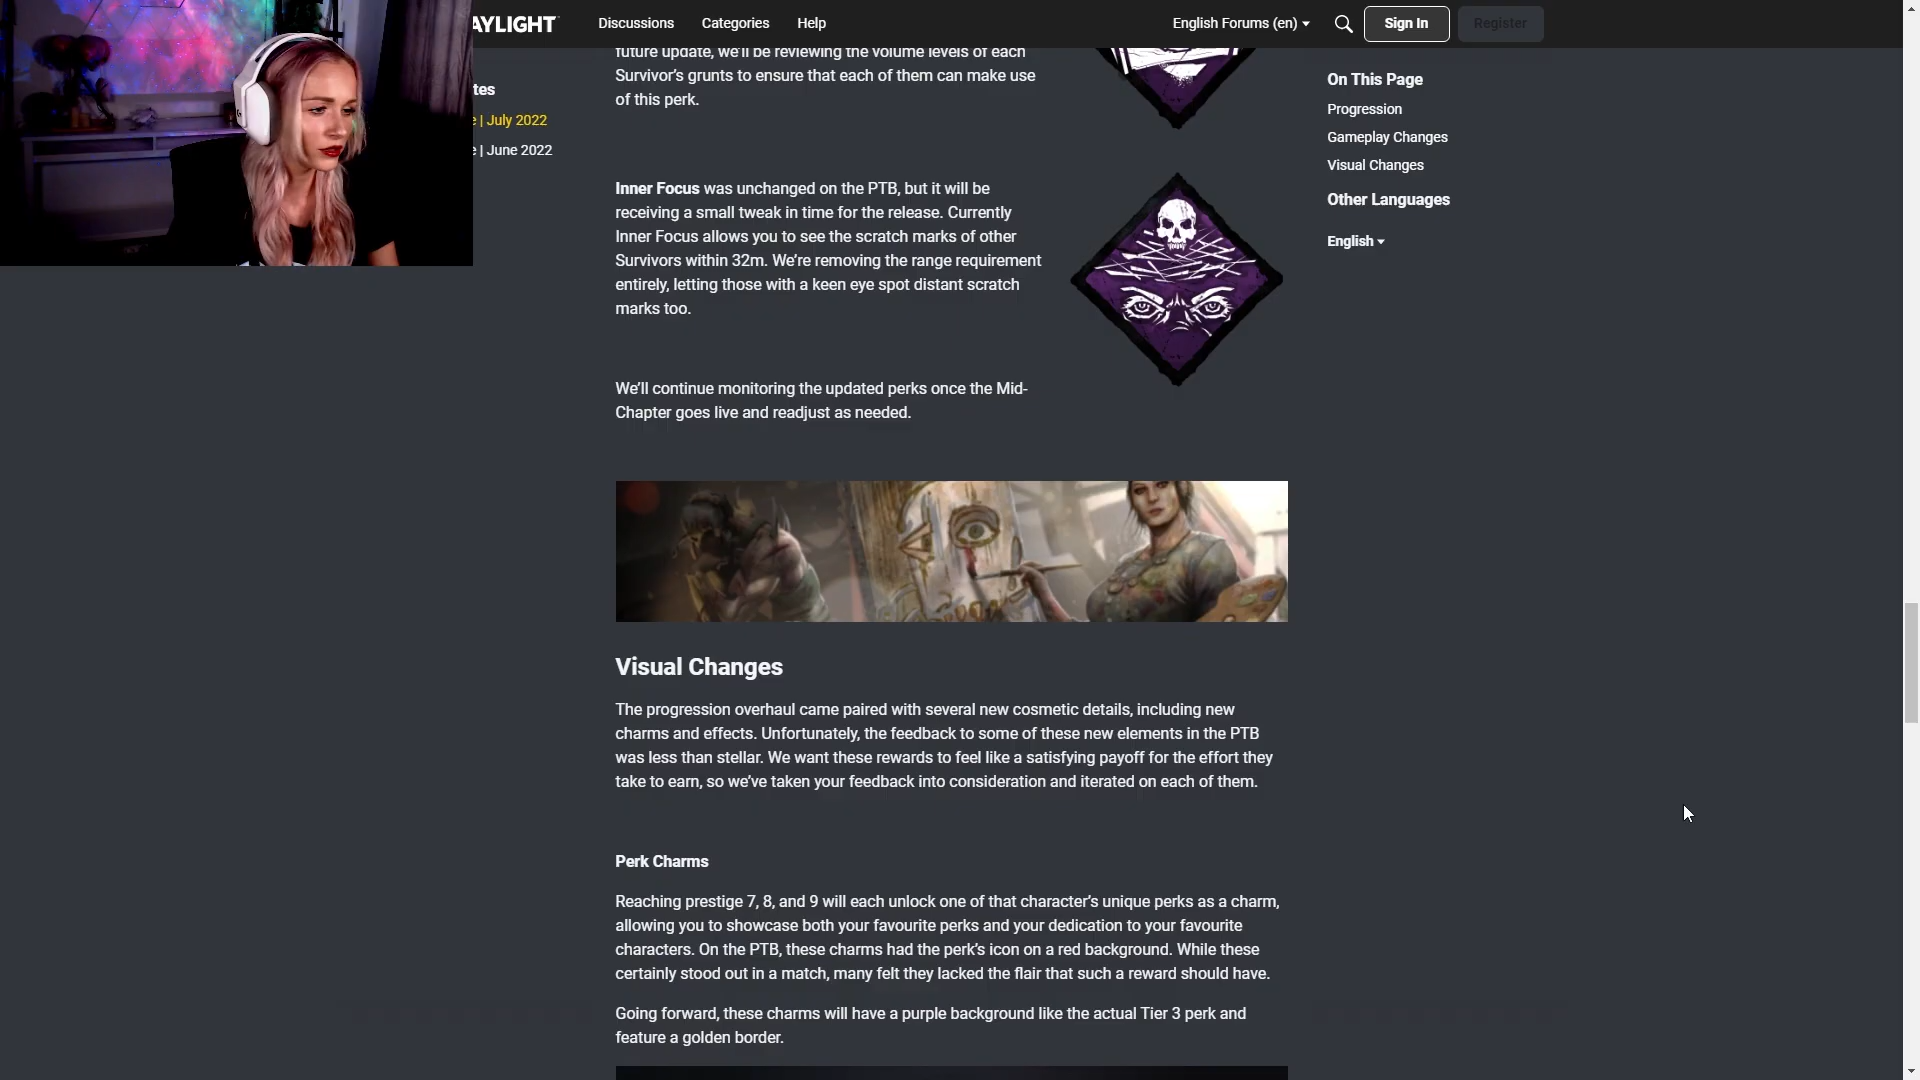 AYLIGHT
Discussions
Categories
Help
English Forums (en)
Sign In
Register
tes
e | July 2022
e | June 2022
future update, we'll be reviewing the volume levels of each
Survivor's grunts to ensure that each of them can make use
of this perk.
Inner Focus was unchanged on the PTB, but it will be
receiving a small tweak in time for the release. Currently
Inner Focus allows you to see the scratch marks of other
Survivors within 32m. We're removing the range requirement
entirely, letting those with a keen eye spot distant scratch
marks too.
We'll continue monitoring the updated perks once the Mid-
Chapter goes live and readjust as needed.
Visual Changes
The progression overhaul came paired with several new cosmetic details, including new
charms and effects. Unfortunately, the feedback to some of these new elements in the PTB
was less than stellar. We want these rewards to feel like a satisfying payoff for the effort they
take to earn, so we've taken your feedback into consideration and iterated on each of them.
Perk Charms
Reaching prestige 7, 8, and 9 will each unlock one of that character's unique perks as a charm,
allowing you to showcase both your favourite perks and your dedication to your favourite
characters. On the PTB, these charms had the perk's icon on a red background. While these
certainly stood out in a match, many felt they lacked the flair that such a reward should have.
Going forward, these charms will have a purple background like the actual Tier 3 perk and
feature a golden border.
On This Page
Progression
Gameplay Changes
Visual Changes
Other Languages
English